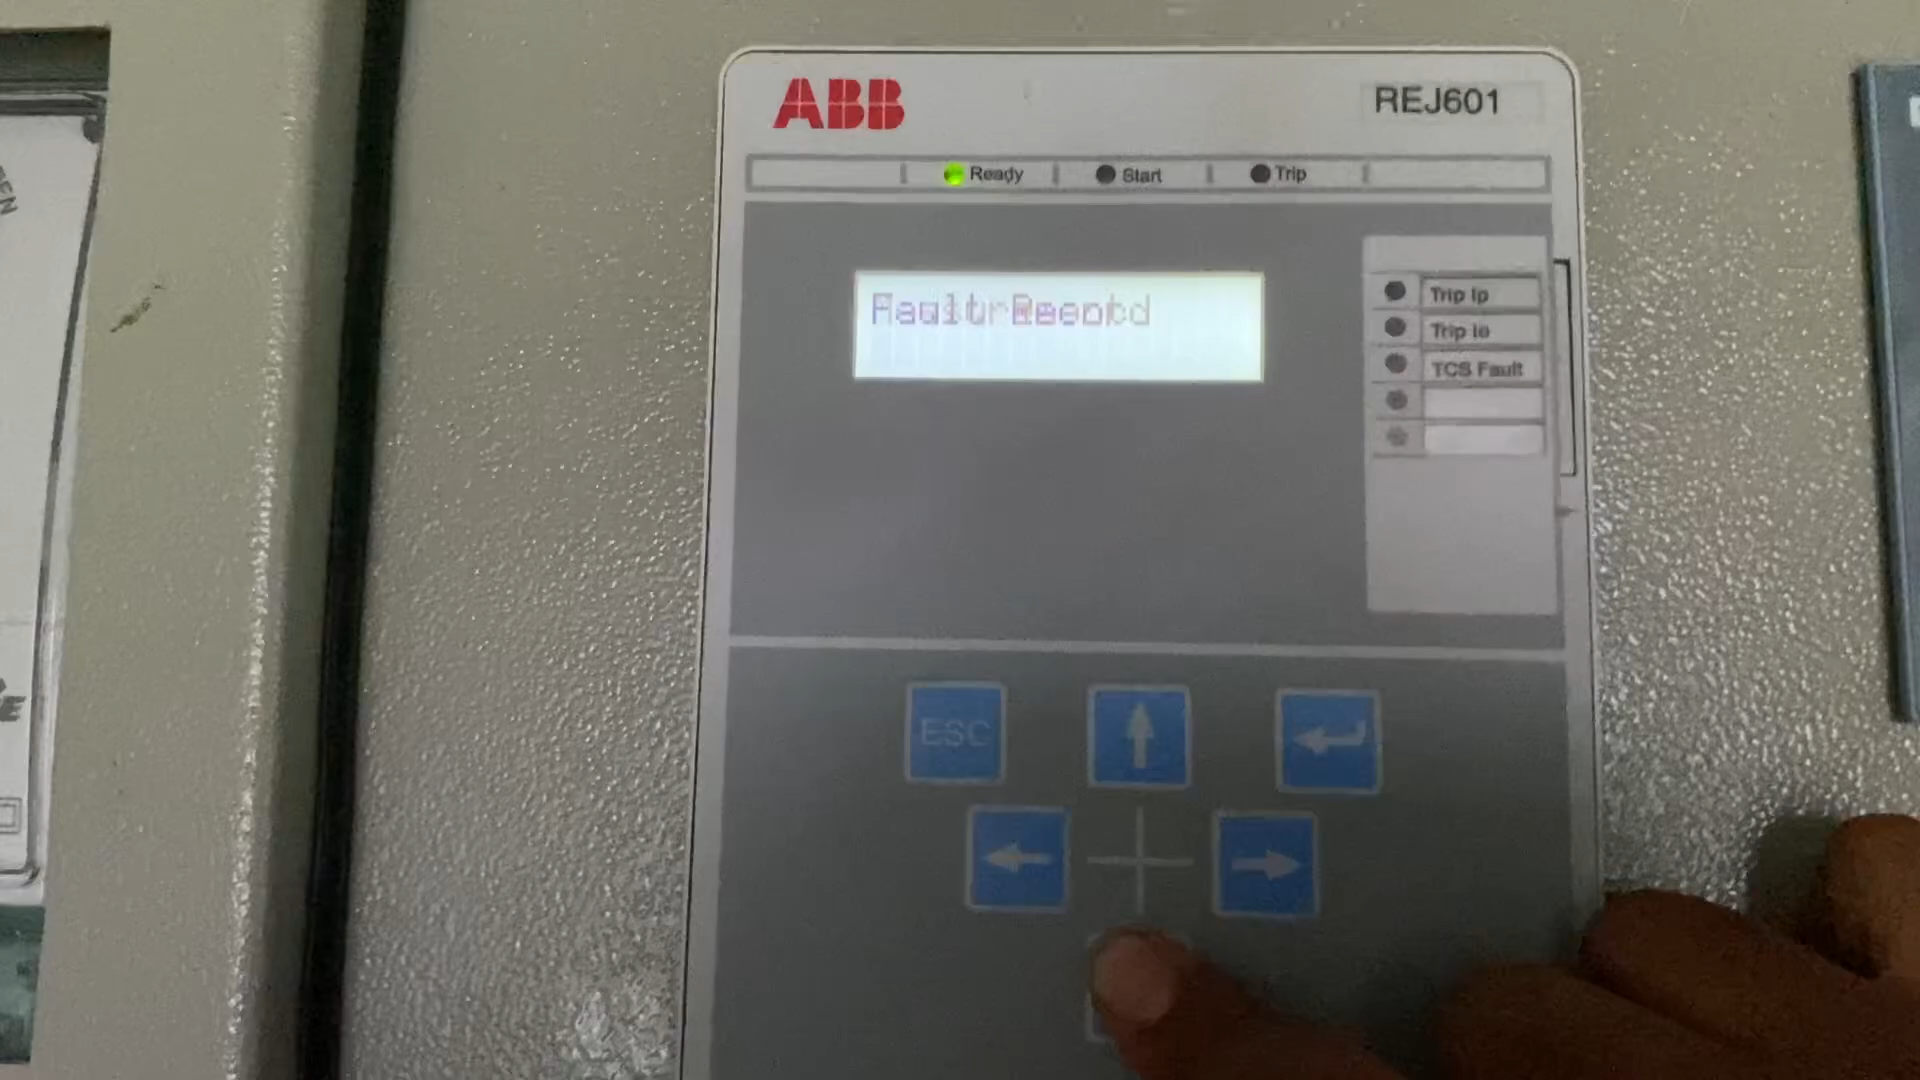 ABB
REJ601
Ready
Start
Trip
Trip Ip
Trip Io
TCS Fault
ESC